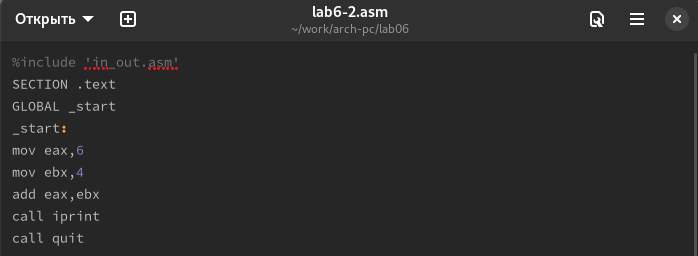 Открыть
lab6-2.asm
~/work/arch-pc/lab06
%include 'in_out.asm'
SECTION .text
GLOBAL _start
_start:
mov eax,6
mov ebx,4
add eax,ebx
call iprint
call quit